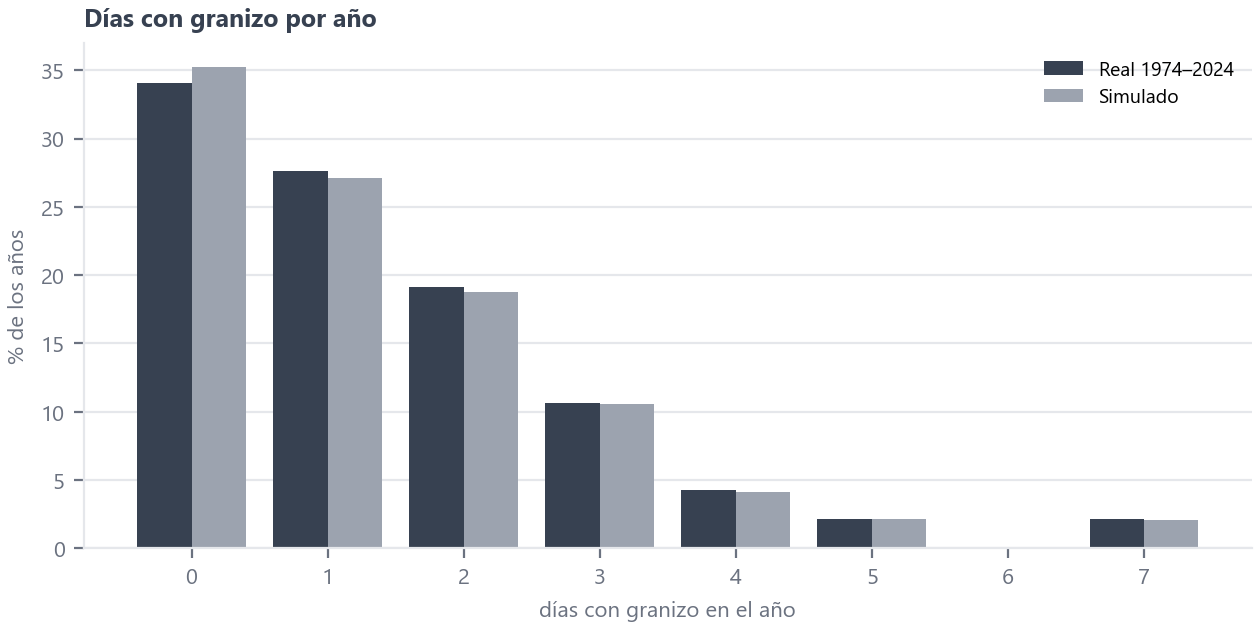 Días con granizo por año
Real 1974–2024
Simulado
% de los años
35
30
25
20
15
10
5
0
0 1 2 3 4 5 6 7
días con granizo en el año